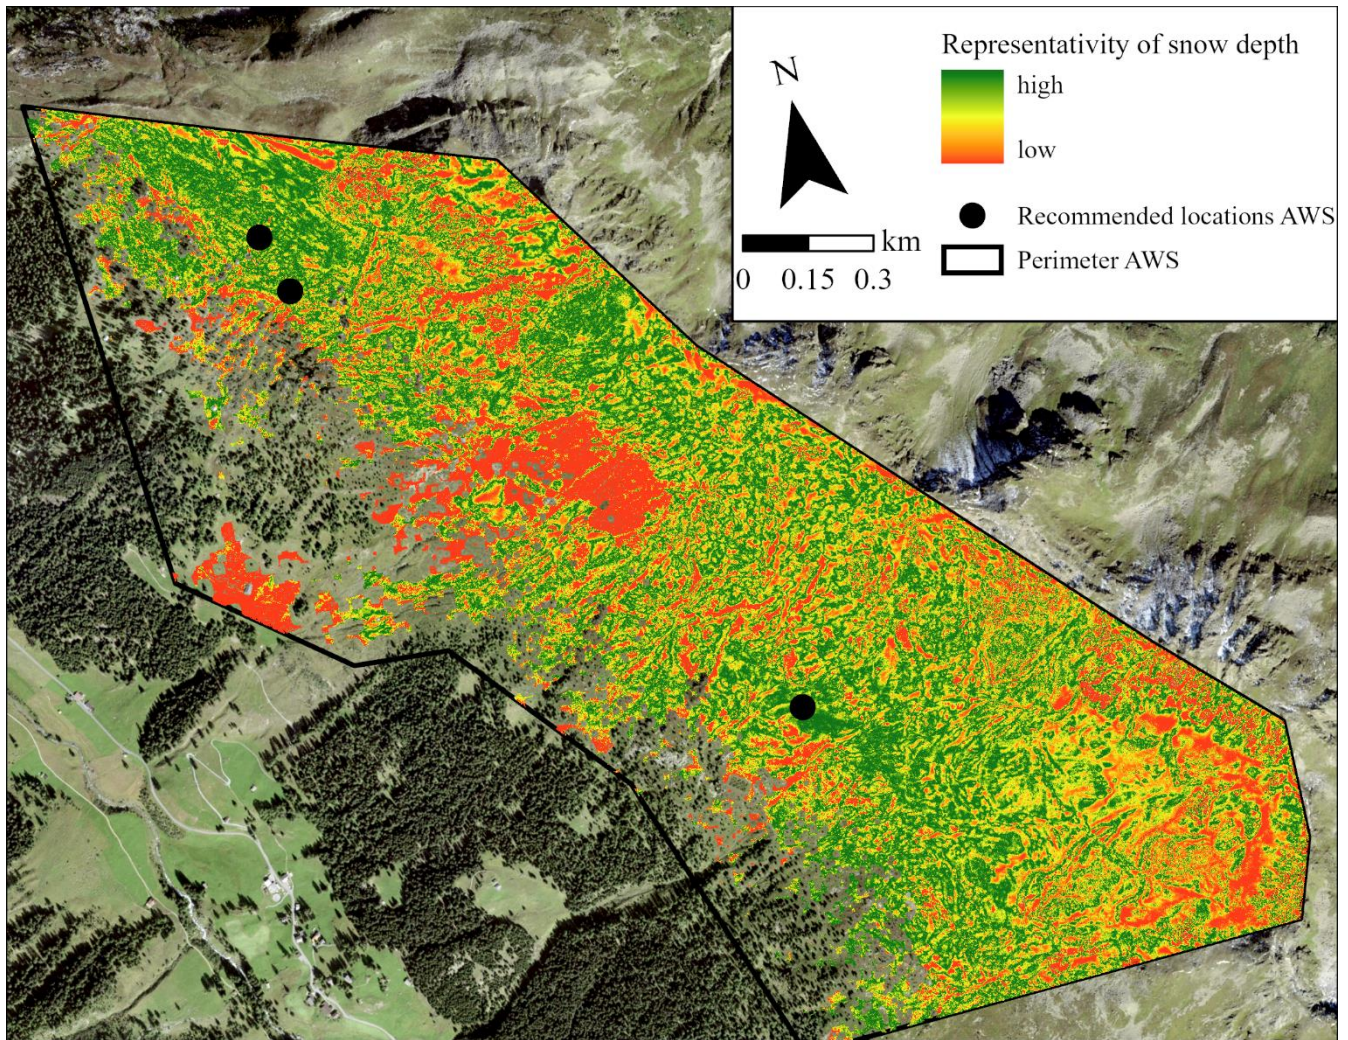 Representativity of snow depth
high
low
N
km
0 0.15 0.3
Recommended locations AWS
Perimeter AWS